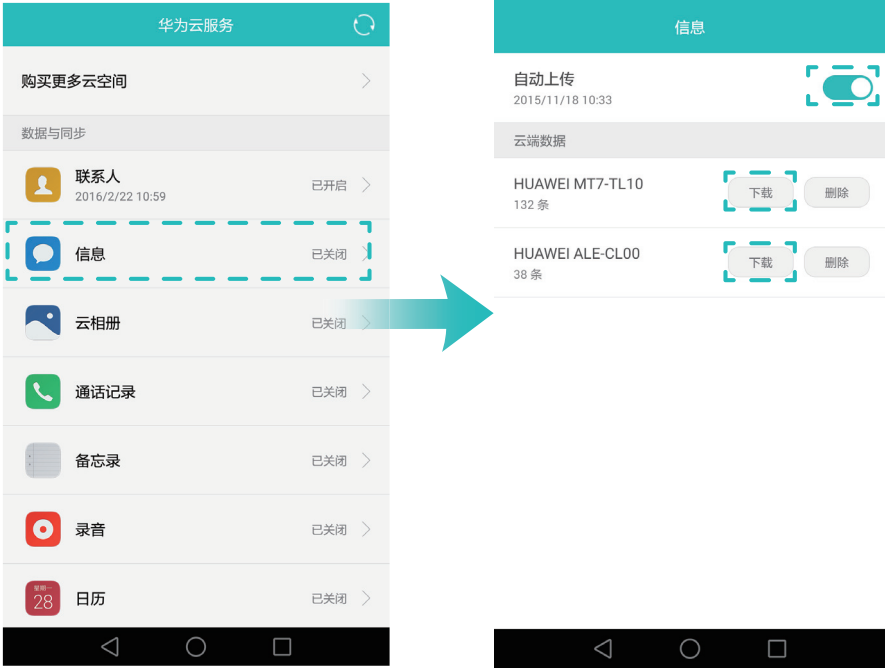 华为云服务
购买更多云空间
数据与同步
联系人
2016/2/22 10:59
已开启
信息
已关闭
云相册
已关闭
通话记录
已关闭
备忘录
已关闭
录音
已关闭
星期一
28
日历
已关闭
信息
自动上传
2015/11/18 10:33
云端数据
HUAWEI MT7-TL10
132 条
下载
删除
HUAWEI ALE-CL00
38 条
下载
删除